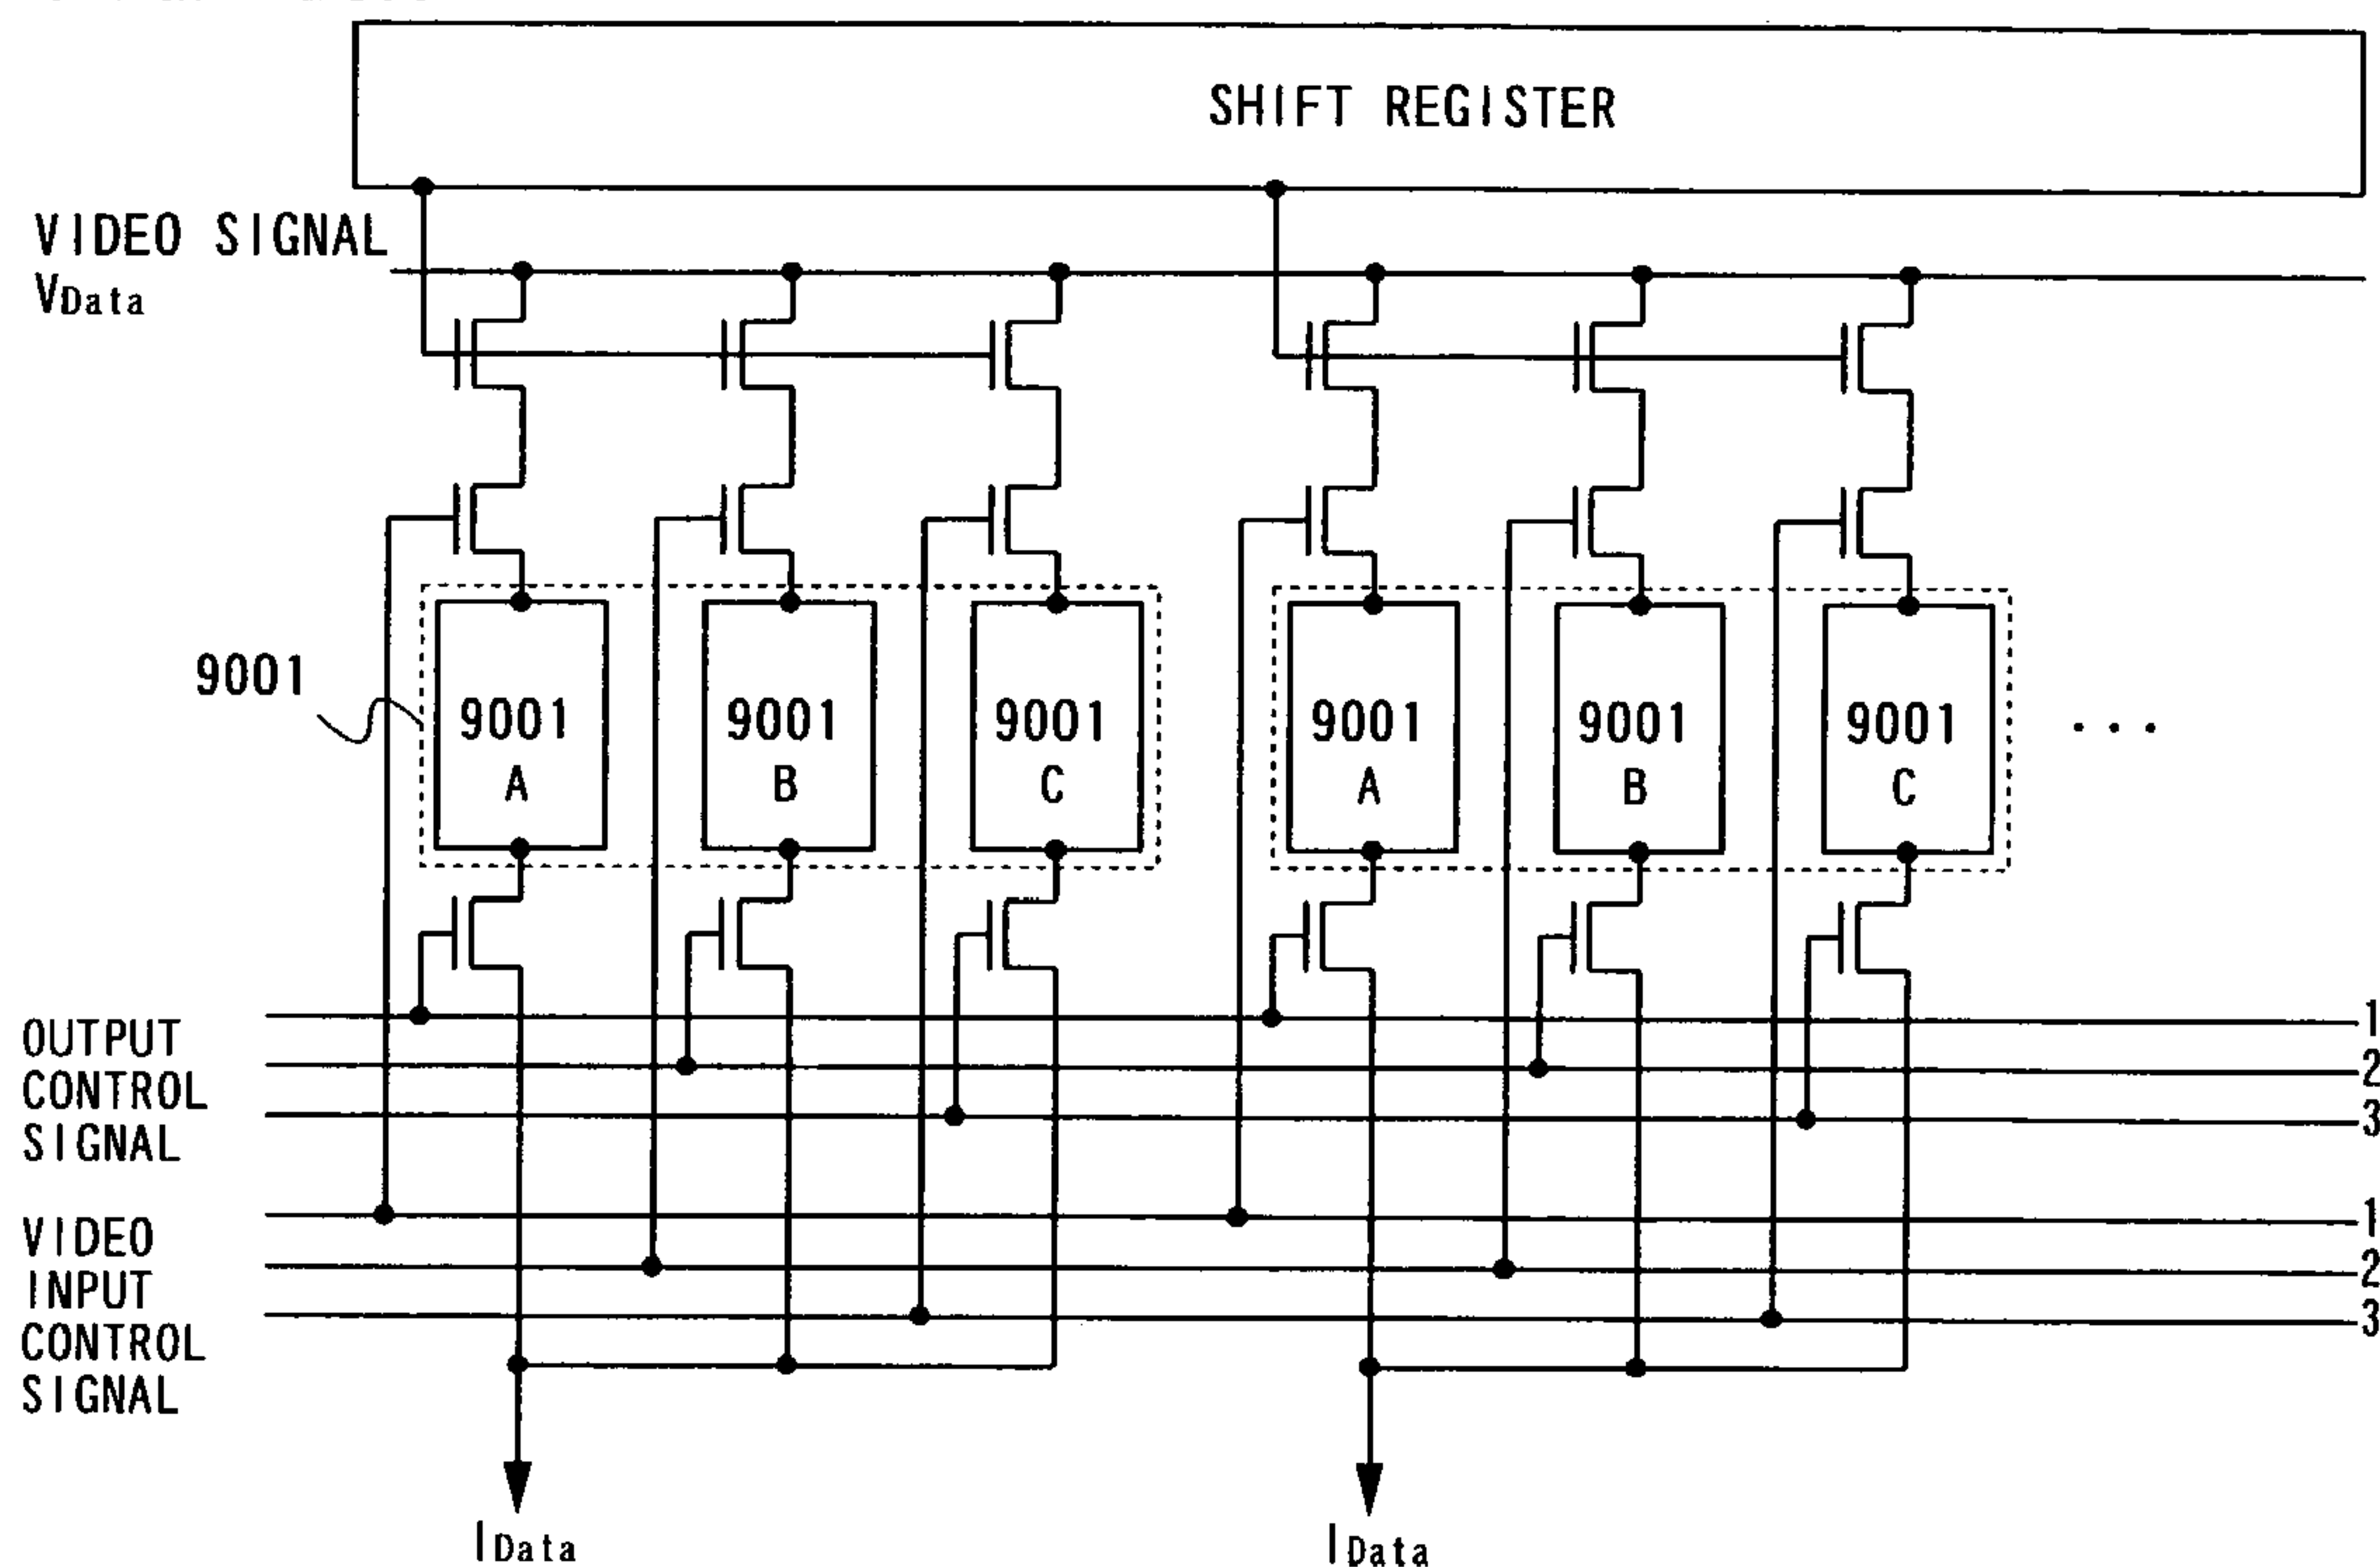 SHIFT REGISTER
VIDEO SIGNAL
VData
9001
9001
A
9001
B
9001
C
9001
A
9001
B
9001
C
...
OUTPUT
CONTROL
SIGNAL
1
2
3
VIDEO
INPUT
CONTROL
SIGNAL
1
2
3
IData
IData